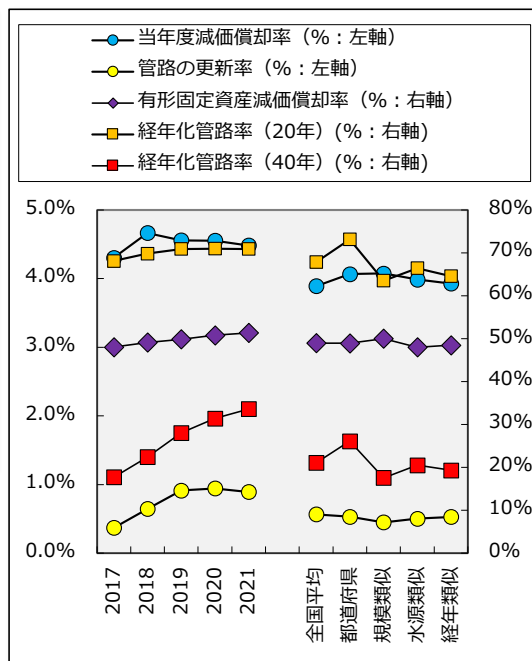 当年度減価償却率（%：左軸）
管路の更新率（%：左軸）
有形固定資産減価償却率（%：右軸）
経年化管路率（20年）(%：右軸)
経年化管路率（40年）(%：右軸)
5.0%
4.0%
3.0%
2.0%
1.0%
0.0%
80%
70%
60%
50%
40%
30%
20%
10%
0%
2017
2018
2019
2020
2021
全国平均
都道府県
規模類似
水源類似
経年類似